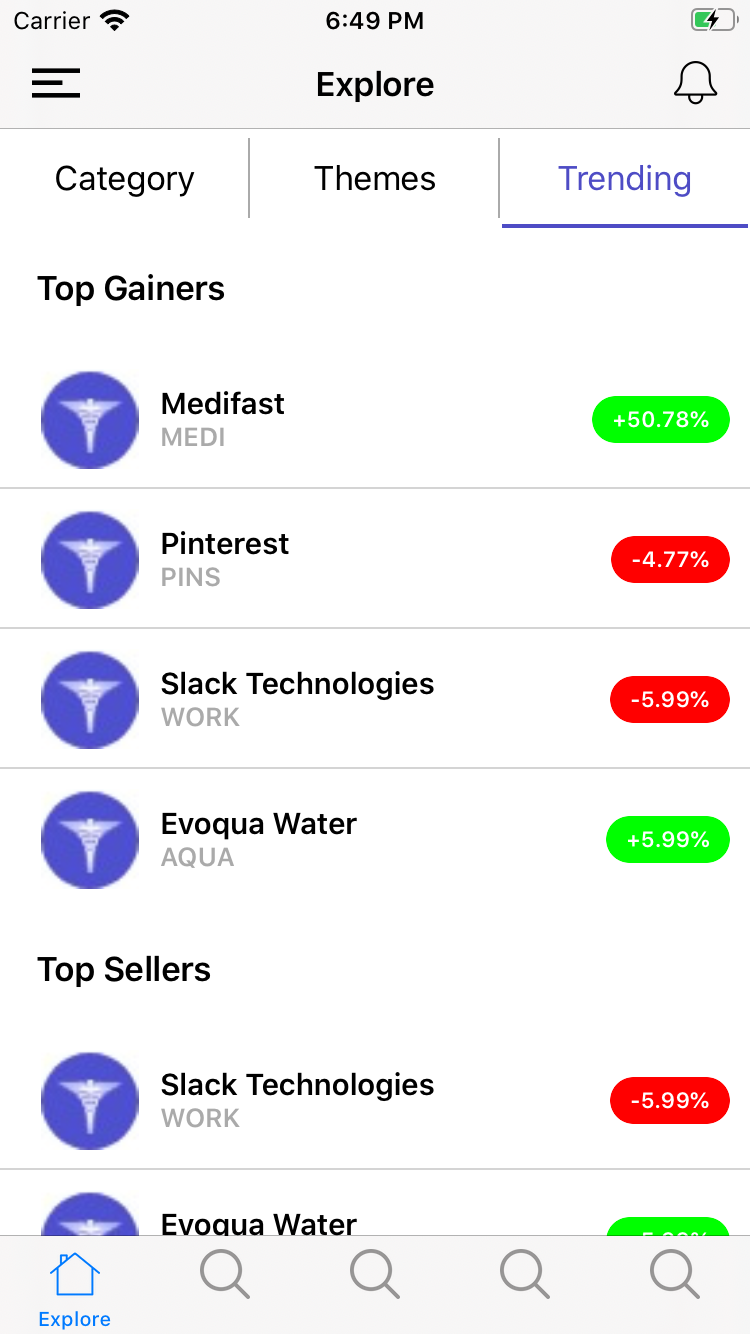 Carrier 6:49 PM
Explore
Category Themes Trending
Top Gainers
Medifast
MEDI
+50.78%
Pinterest
PINS
-4.77%
Slack Technologies
WORK
-5.99%
Evoqua Water
AQUA
+5.99%
Top Sellers
Slack Technologies
WORK
-5.99%
Evoqua Water
Explore